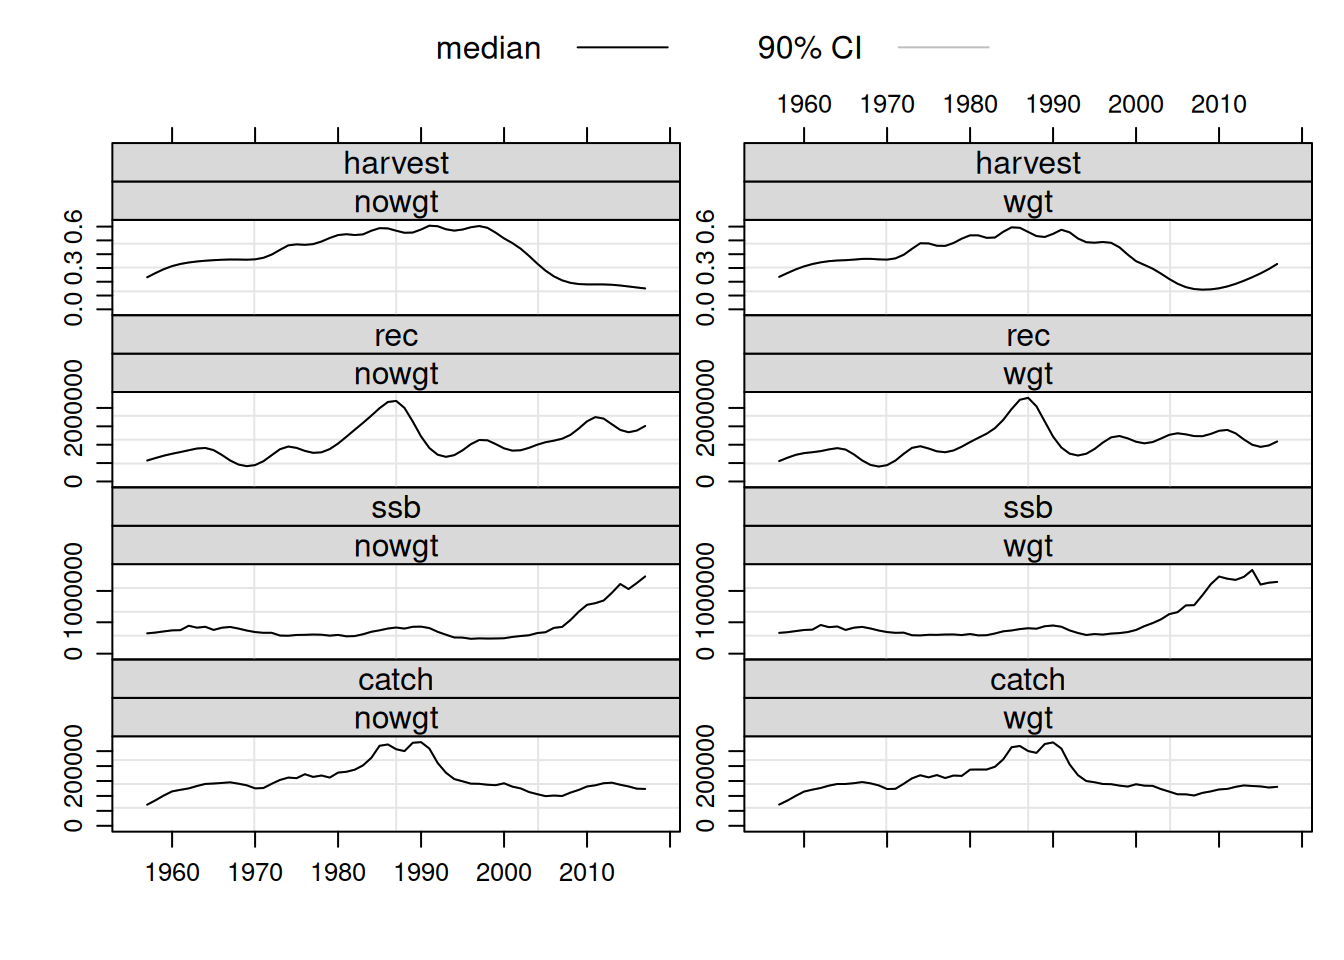 median 90% CI
1960 1970 1980 1990 2000 2010
harvest harvest
nowgt wgt
0.0 0.3 0.6 0.0 0.3 0.6
rec rec
nowgt wgt
0 2000000 0 2000000
ssb ssb
nowgt wgt
0 1000000 0 1000000
catch catch
nowgt wgt
0 200000 0 200000
1960 1970 1980 1990 2000 2010